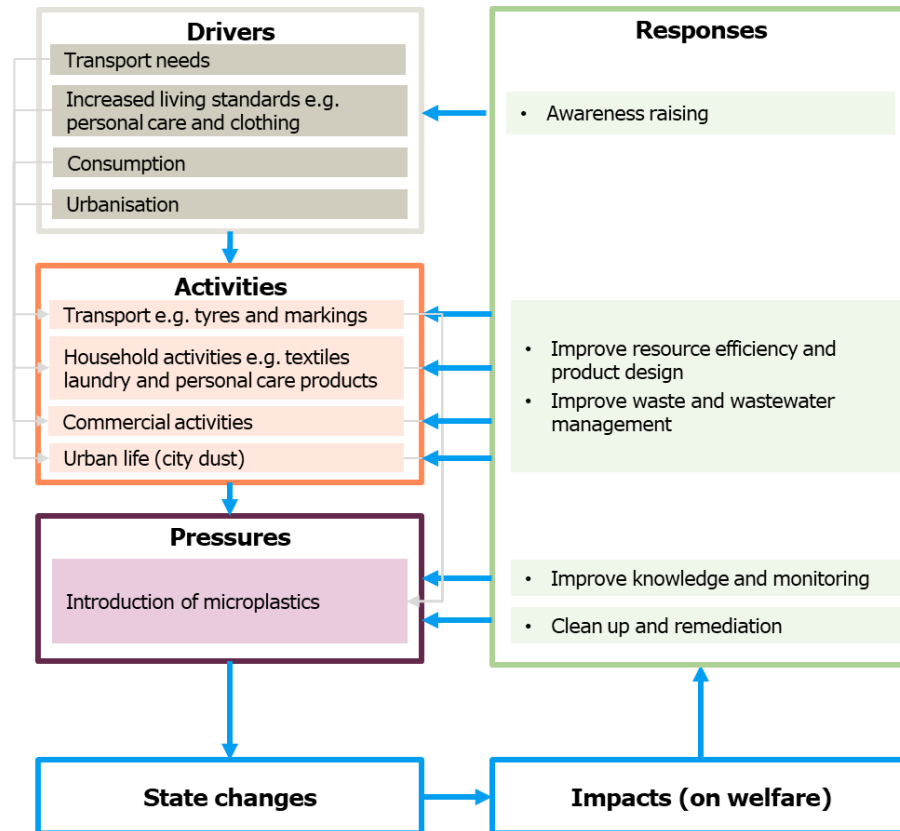 Drivers
Transport needs
Increased living standards e.g.
personal care and clothing
Consumption
Urbanisation
Activities
Transport e.g. tyres and markings
Household activities e.g. textiles
laundry and personal care products
Commercial activities
Urban life (city dust)
Pressures
Introduction of microplastics
State changes
Responses
• Awareness raising
• Improve resource efficiency and
product design
• Improve waste and wastewater
management
• Improve knowledge and monitoring
• Clean up and remediation
Impacts (on welfare)